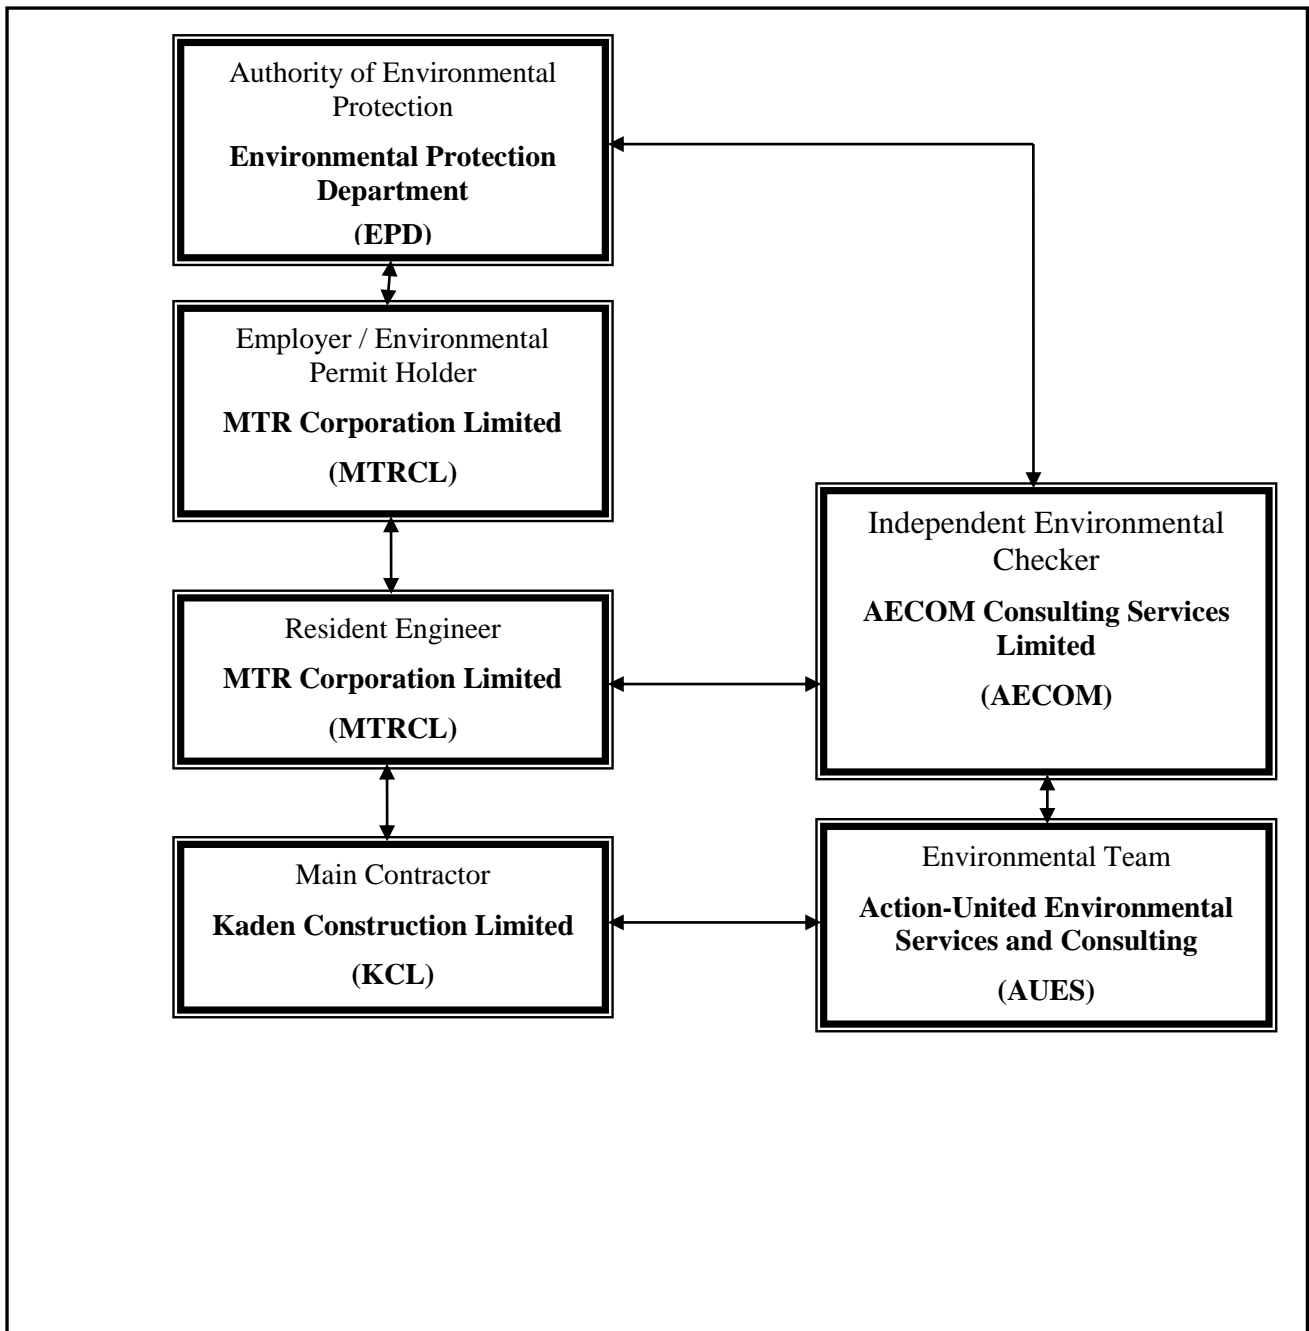 Authority of Environmental
Protection
Environmental Protection
Department
(EPD)
Employer / Environmental
Permit Holder
MTR Corporation Limited
(MTRCL)
Resident Engineer
MTR Corporation Limited
(MTRCL)
Main Contractor
Kaden Construction Limited
(KCL)
Independent Environmental
Checker
AECOM Consulting Services
Limited
(AECOM)
Environmental Team
Action-United Environmental
Services and Consulting
(AUES)